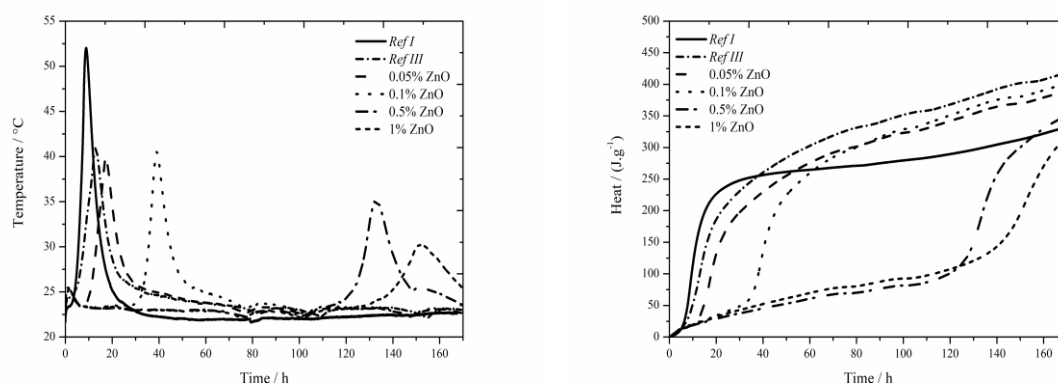 55
50
45
40
35
30
25
20
Temperature / °C
0 20 40 60 80 100 120 140 160
Time / h
Ref I
Ref III
0.05% ZnO
0.1% ZnO
0.5% ZnO
1% ZnO
500
450
400
350
300
250
200
150
100
50
0
Heat / (J.g⁻¹)
0 20 40 60 80 100 120 140 160
Time / h
Ref I
Ref III
0.05% ZnO
0.1% ZnO
0.5% ZnO
1% ZnO